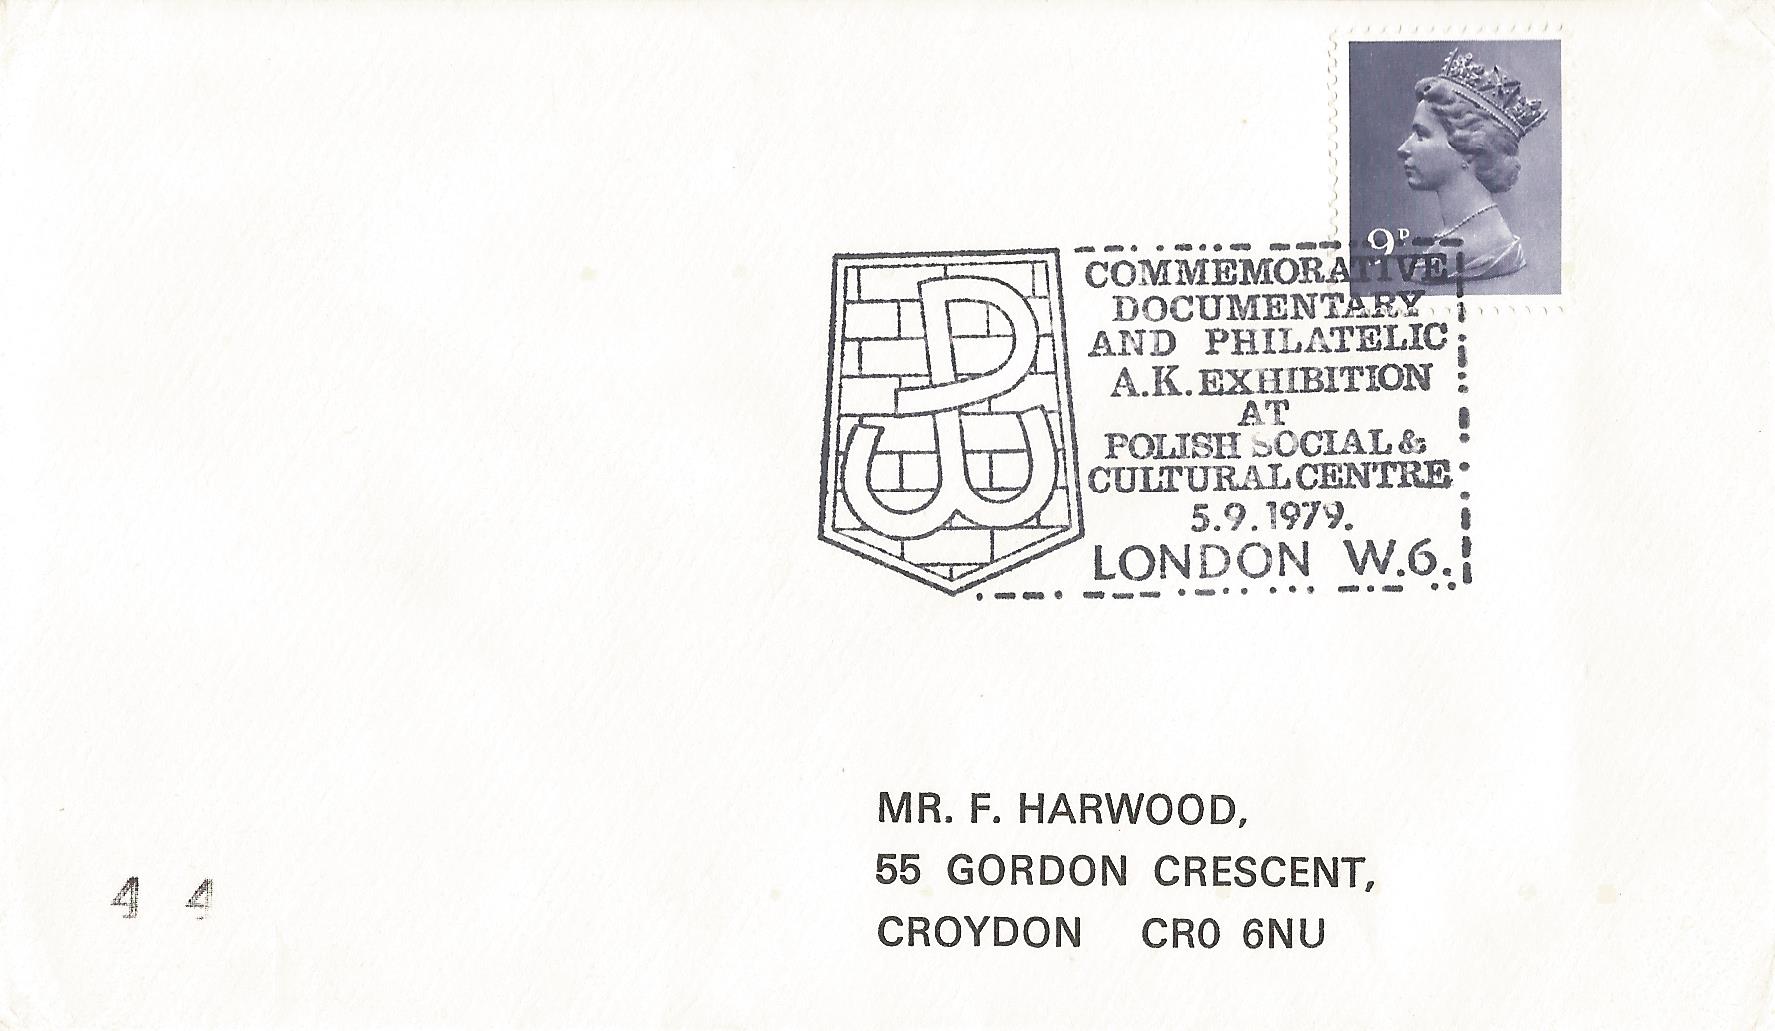 9P
COMMEMORATIVE
DOCUMENTARY
AND PHILATELIC
A.K. EXHIBITION
AT
POLISH SOCIAL &
CULTURAL CENTRE
5.9.1979.
LONDON W.6.
MR. F. HARWOOD,
55 GORDON CRESCENT,
CROYDON CR0 6NU
4 4